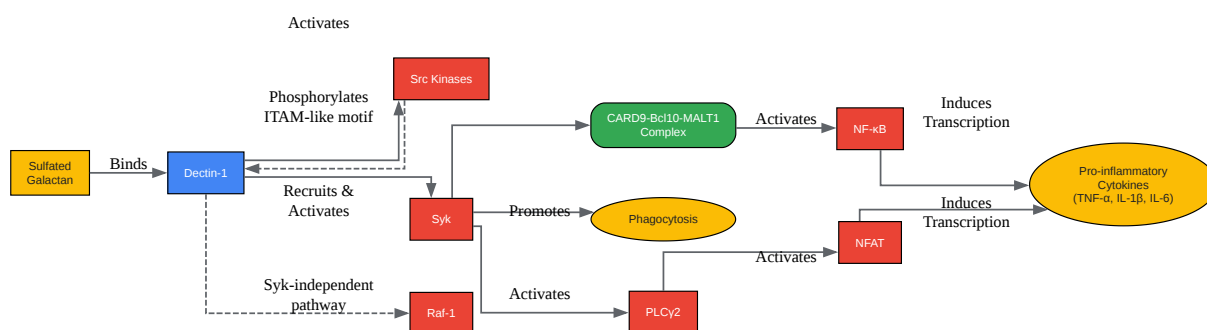 Activates
Src Kinases
Phosphorylates
ITAM-like motif
CARD9-Bcl10-MALT1
Complex
Activates
NF-κB
Induces
Transcription
Sulfated
Galactan
Binds
Dectin-1
Recruits &
Activates
Syk
Promotes
Phagocytosis
Pro-inflammatory
Cytokines
(TNF-α, IL-1β, IL-6)
Induces
Transcription
NFAT
Activates
Syk-independent
pathway
Raf-1
Activates
PLCγ2